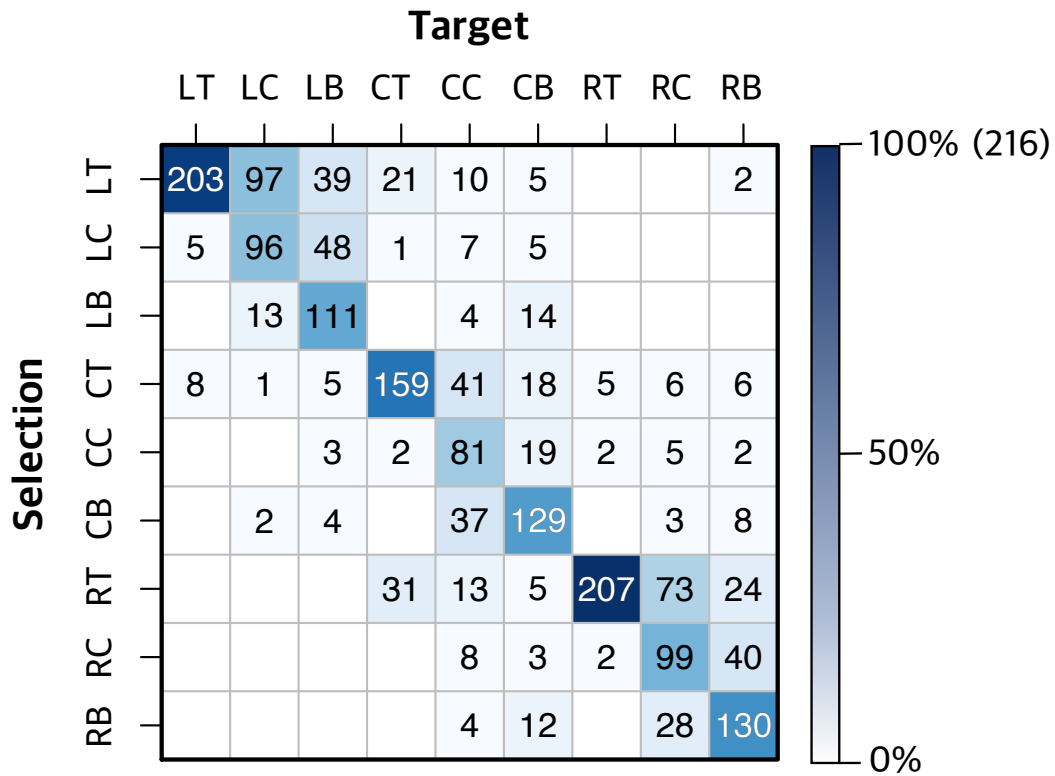 Target
LT LC LB CT CC CB RT RC RB
100% (216)
LT 203 97 39 21 10 5 2
LC 5 96 48 1 7 5
LB 13 111 4 14
CT 8 1 5 159 41 18 5 6 6
Selection
CC 3 2 81 19 2 5 2
50%
CB 2 4 37 129 3 8
RT 31 13 5 207 73 24
RC 8 3 2 99 40
RB 4 12 28 130
0%